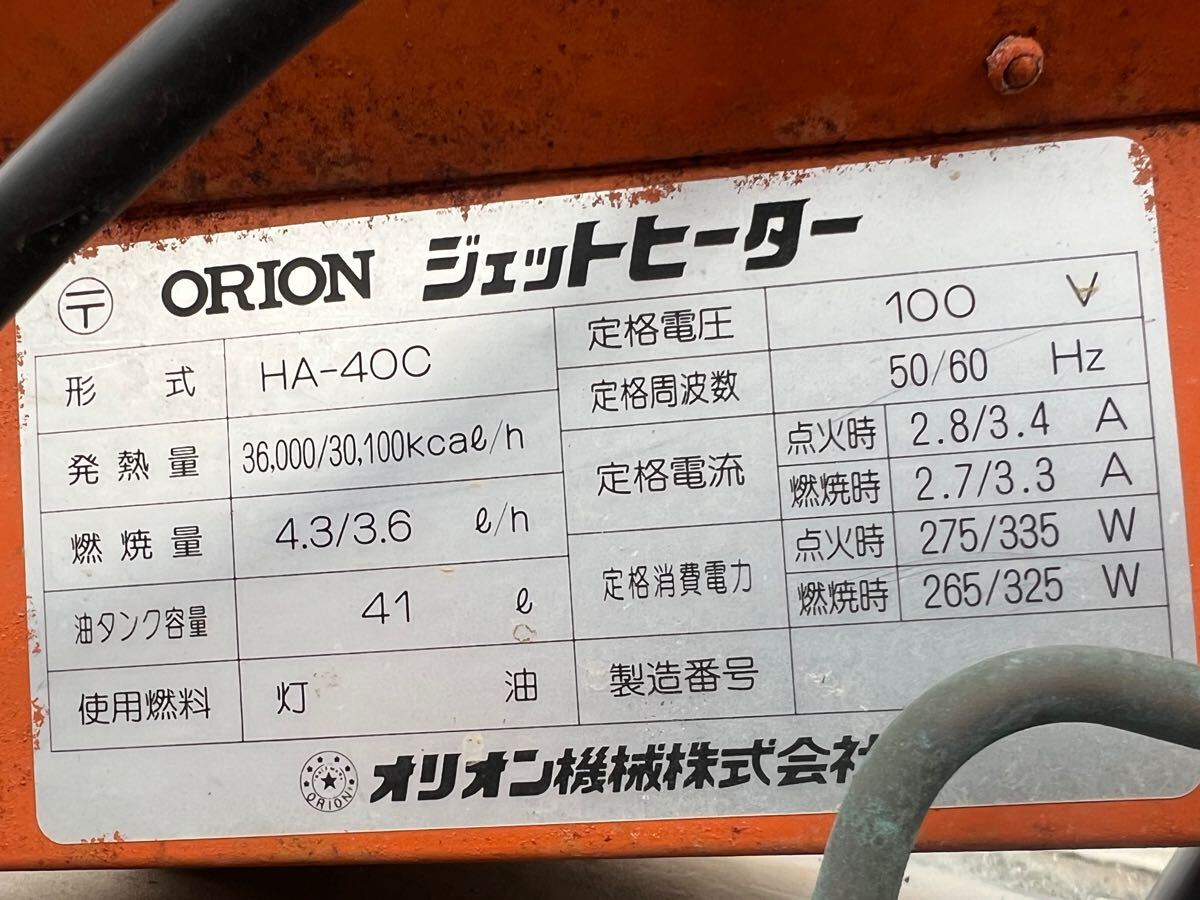 〒 ORION ジェットヒーター
形式 HA-40C
発熱量 36,000/30,100kcaℓ/h
燃焼量 4.3/3.6 ℓ/h
油タンク容量 41 ℓ
使用燃料 灯油
定格電圧 100 V
定格周波数 50/60 Hz
定格電流 点火時 2.8/3.4 A
燃焼時 2.7/3.3 A
定格消費電力 点火時 275/335 W
燃焼時 265/325 W
製造番号
ORION オリオン機械株式会社